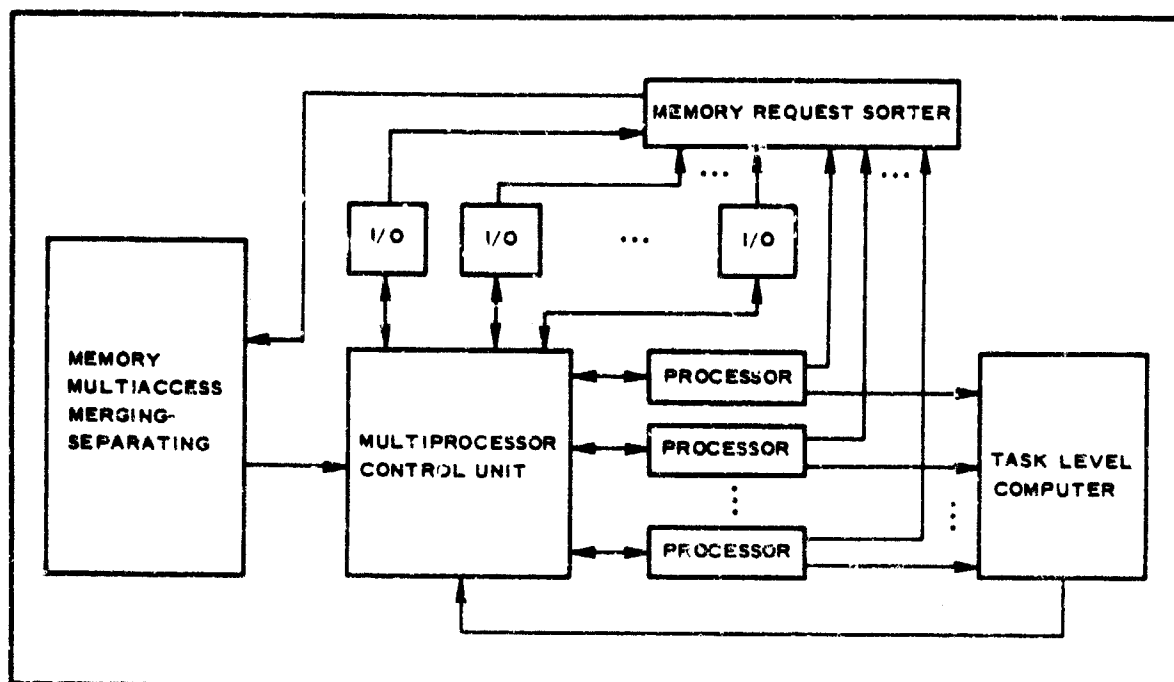 MEMORY REQUEST SORTER
I/O
I/O
I/O
...
...
...
MEMORY
MULTIACCESS
MERGING-
SEPARATING
MULTIPROCESSOR
CONTROL UNIT
PROCESSOR
PROCESSOR
PROCESSOR
TASK LEVEL
COMPUTER